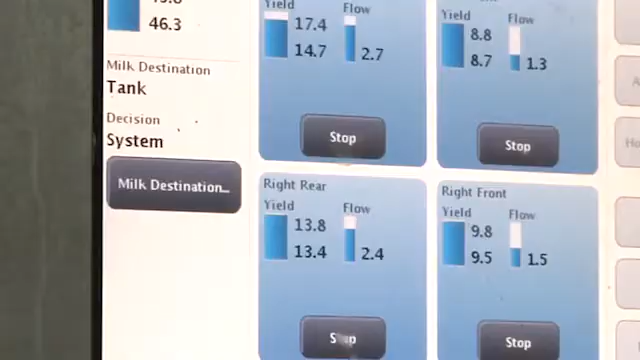 46.3
Milk Destination
Tank
Decision
System
Milk Destination...
Yield
17.4
14.7
Flow
2.7
Stop
8.8
8.7
Flow
1.3
Stop
Right Rear
Yield
13.8
13.4
Flow
2.4
Stop
Right Front
Yield
9.8
9.5
Flow
1.5
Stop